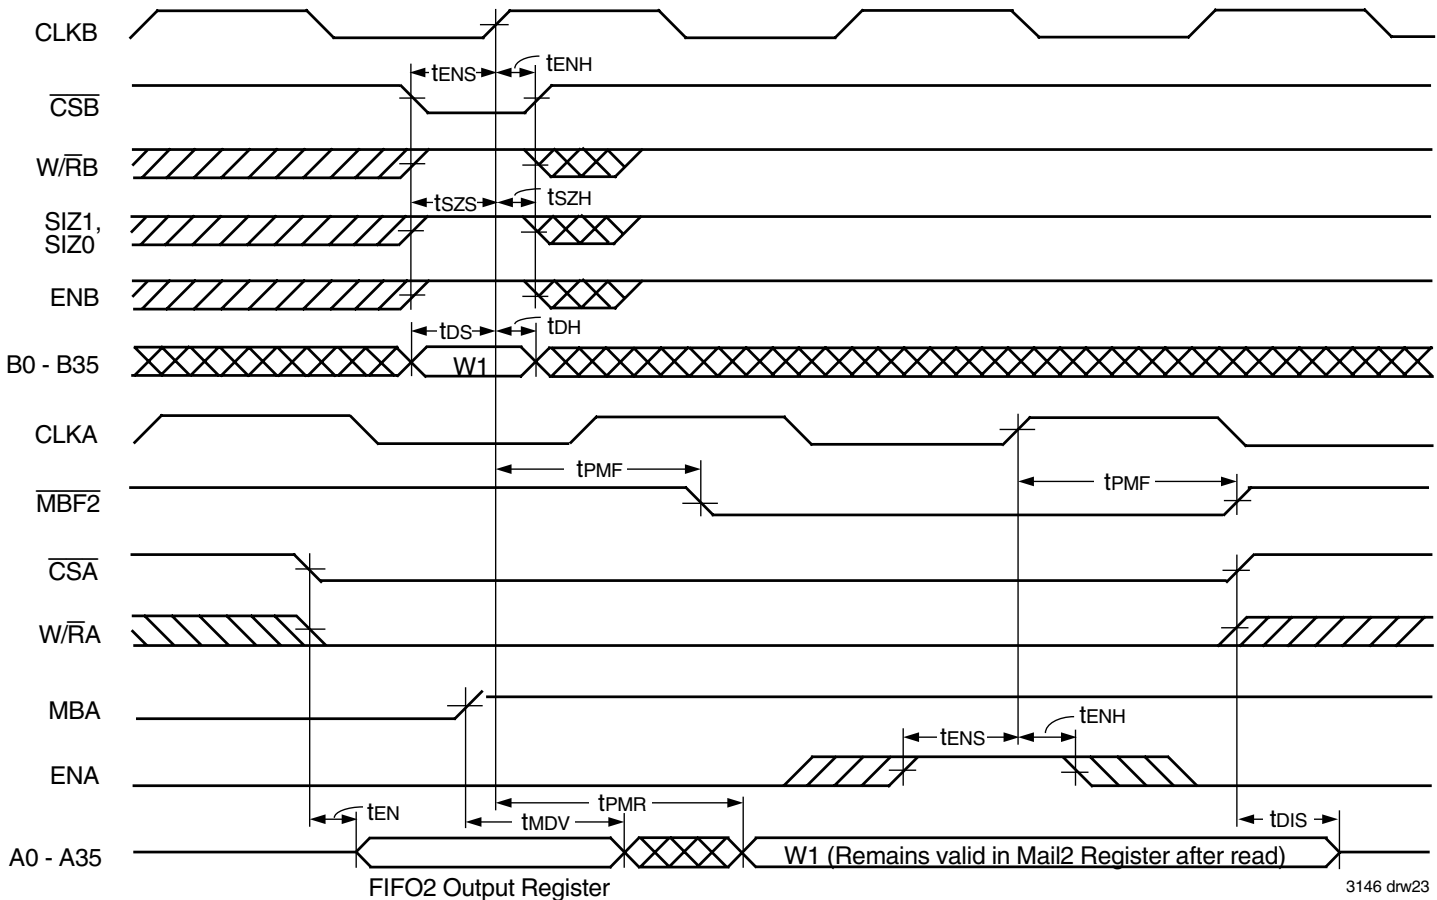 CLKB
tENS tENH
CSB
W/RB
tSZS tSZH
SIZ1,
SIZ0
ENB
tDS tDH
B0 - B35 W1
CLKA
tPMF tPMF
MBF2
CSA
W/RA
MBA
tENS tENH
ENA
tEN tPMR
tMDV tDIS
A0 - A35 W1 (Remains valid in Mail2 Register after read)
FIFO2 Output Register 3146 drw23